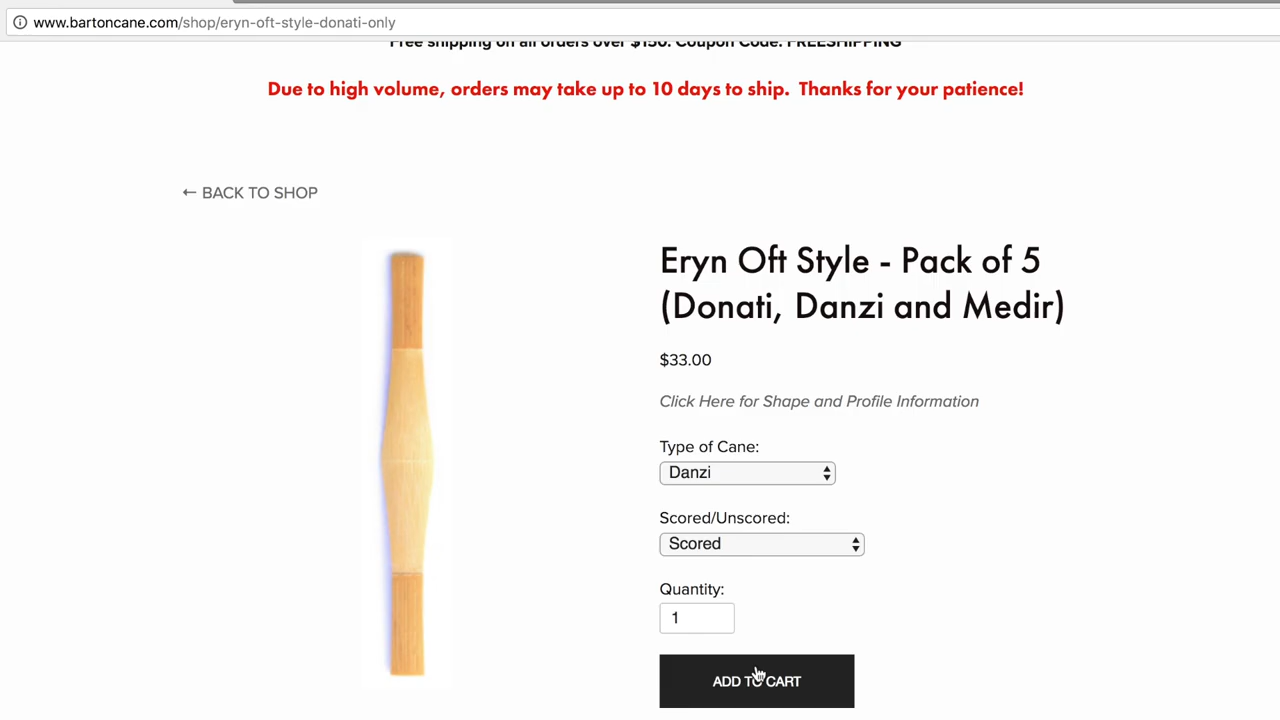 www.bartoncane.com/shop/eryn-oft-style-donati-only
Free shipping on all orders over $150. Coupon Code: FREESHIPPING
Due to high volume, orders may take up to 10 days to ship. Thanks for your patience!
← BACK TO SHOP
Eryn Oft Style - Pack of 5
(Donati, Danzi and Medir)
$33.00
Click Here for Shape and Profile Information
Type of Cane:
Danzi
Scored/Unscored:
Scored
Quantity:
1
ADD TO CART